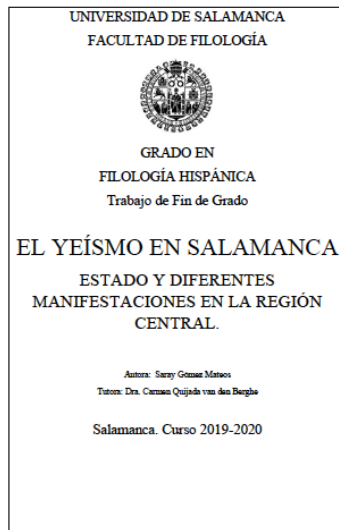 UNIVERSIDAD DE SALAMANCA
FACULTAD DE FILOLOGÍA
GRADO EN
FILOLOGÍA HISPÁNICA
Trabajo de Fin de Grado
EL YEÍSMO EN SALAMANCA
ESTADO Y DIFERENTES
MANIFESTACIONES EN LA REGIÓN
CENTRAL.
Autora: Saray Gómez Mateos
Tutora: Dra. Carmen Quijada van den Berghe
Salamanca. Curso 2019-2020